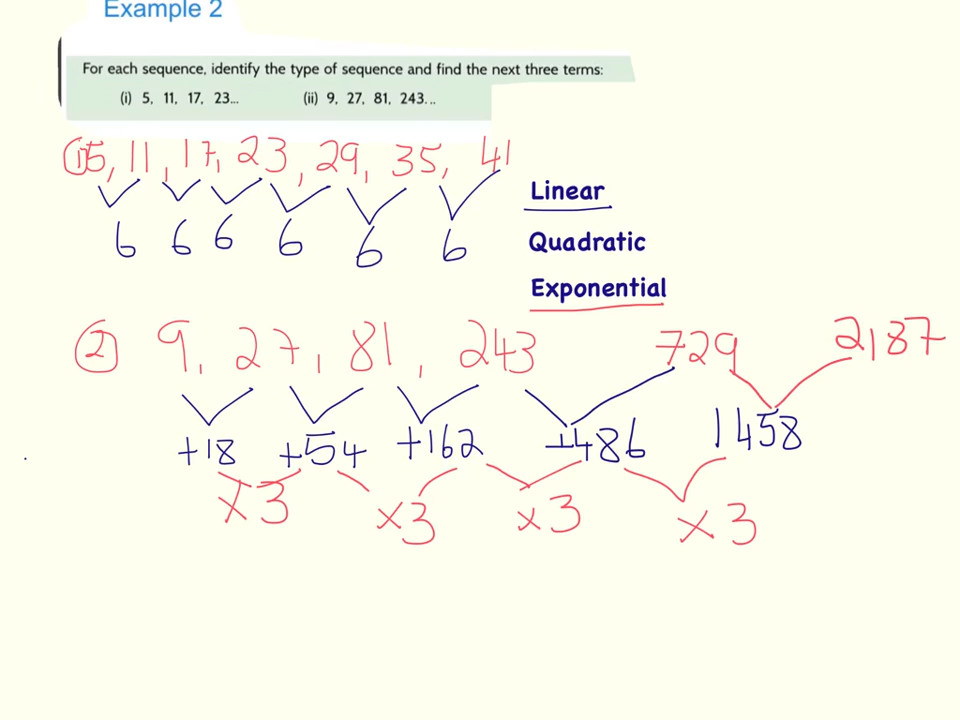 Example 2
For each sequence, identify the type of sequence and find the next three terms:
(i) 5, 11, 17, 23... (ii) 9, 27, 81, 243...
① 5, 11, 17, 23, 29, 35, 41
Linear
6 6 6 6 6 6
Quadratic
Exponential
② 9, 27, 81, 243 729 2187
+18 +54 +162 +486 1458
×3 ×3 ×3 ×3